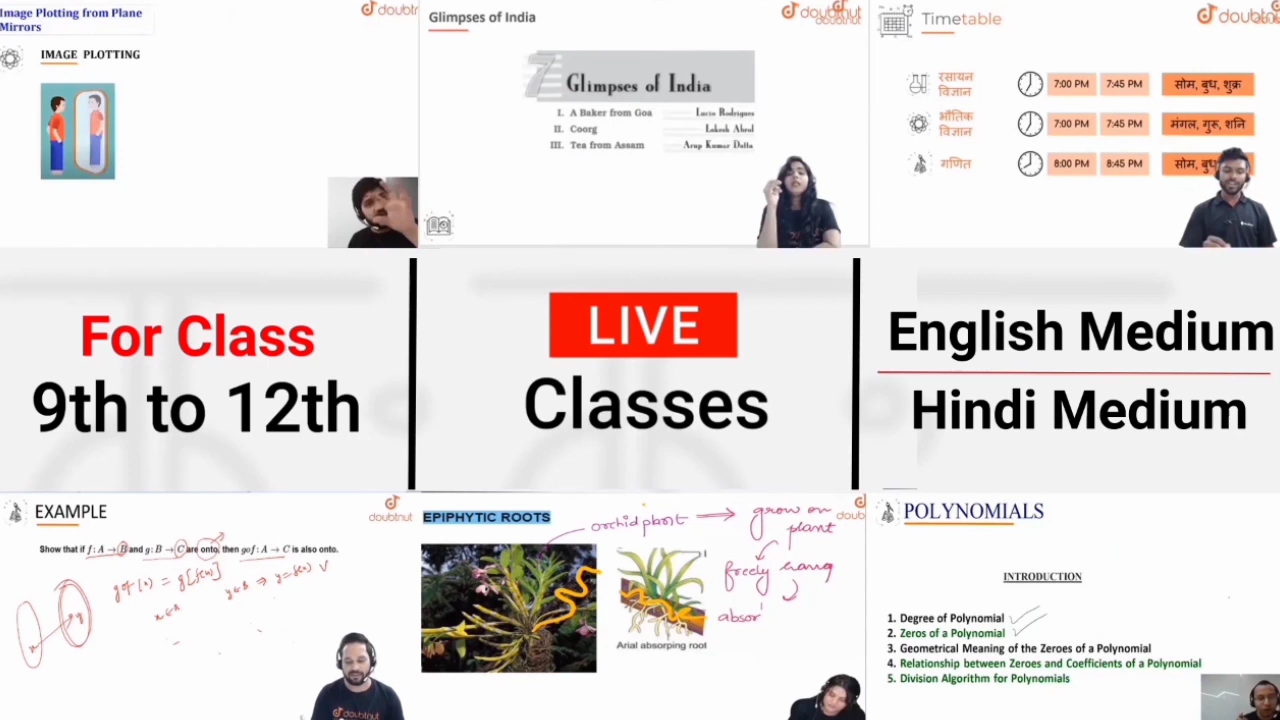 Image Plotting from Plane
Mirrors
doubtnut
IMAGE PLOTTING
Glimpses of India
doubtnut
7
Glimpses of India
I. A Baker from Goa Lucio Rodrigues
II. Coorg Lokesh Abrol
III. Tea from Assam Arup Kumar Datta
Timetable
doubtnut
रसायन
विज्ञान
7:00 PM 7:45 PM सोम, बुध, शुक्र
भौतिक
विज्ञान
7:00 PM 7:45 PM मंगल, गुरू, शनि
गणित 8:00 PM 8:45 PM सोम, बुध
For Class
9th to 12th
LIVE
Classes
English Medium
Hindi Medium
EXAMPLE
doubtnut
Show that if f : A → B and g : B → C are onto, then gof : A → C is also onto.
gof(x) = g[f(x)]
x ∈ A
y ∈ B ⇒ y = f(x)
doubtnut
EPIPHYTIC ROOTS
orchid plant ⟹ grow on
plant
freely hang
absor
Arial absorping root
doub
POLYNOMIALS
INTRODUCTION
1. Degree of Polynomial
2. Zeros of a Polynomial
3. Geometrical Meaning of the Zeroes of a Polynomial
4. Relationship between Zeroes and Coefficients of a Polynomial
5. Division Algorithm for Polynomials